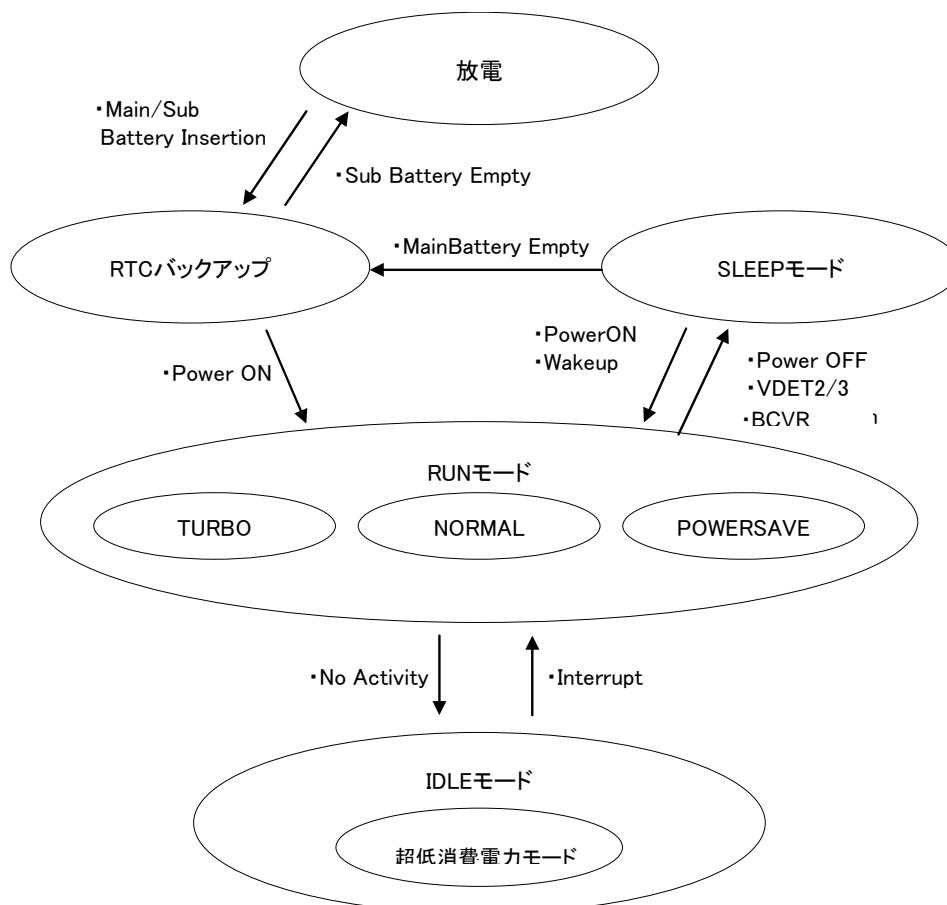 放電
・Main/Sub
Battery Insertion
・Sub Battery Empty
RTCバックアップ
・MainBattery Empty
SLEEPモード
・Power ON
・PowerON
・Wakeup
・Power OFF
・VDET2/3
・BCVR
RUNモード
TURBO
NORMAL
POWERSAVE
・No Activity
・Interrupt
IDLEモード
超低消費電力モード